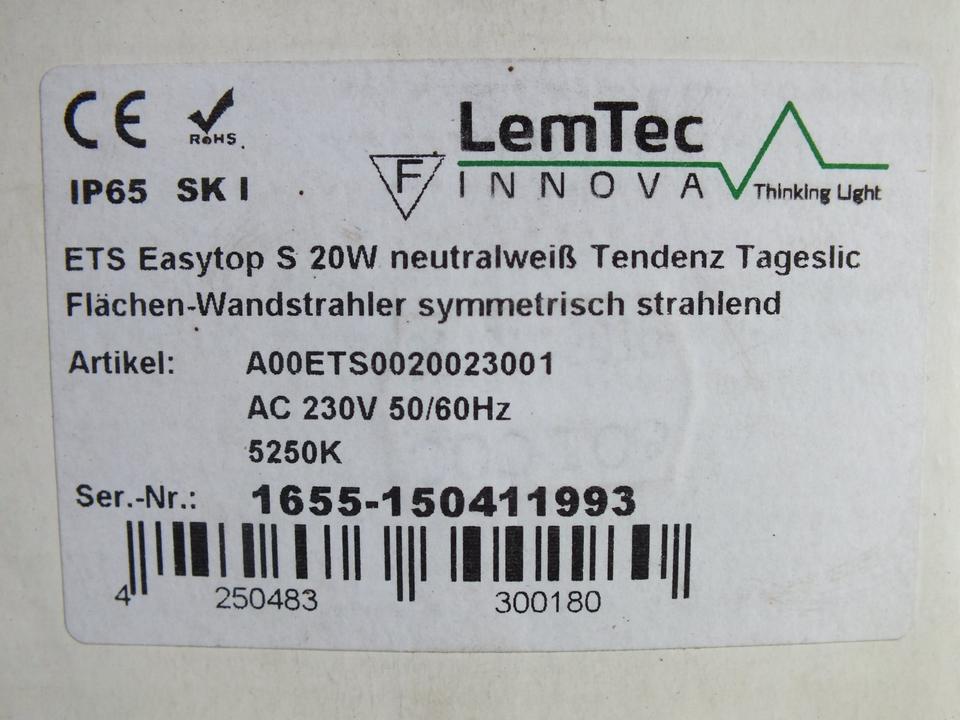 CE RoHS
LemTec
F INNOVA Thinking Light
IP65 SK I
ETS Easytop S 20W neutralweiß Tendenz Tageslic
Flächen-Wandstrahler symmetrisch strahlend
Artikel: A00ETS0020023001
AC 230V 50/60Hz
5250K
Ser.-Nr.: 1655-150411993
4 250483 300180